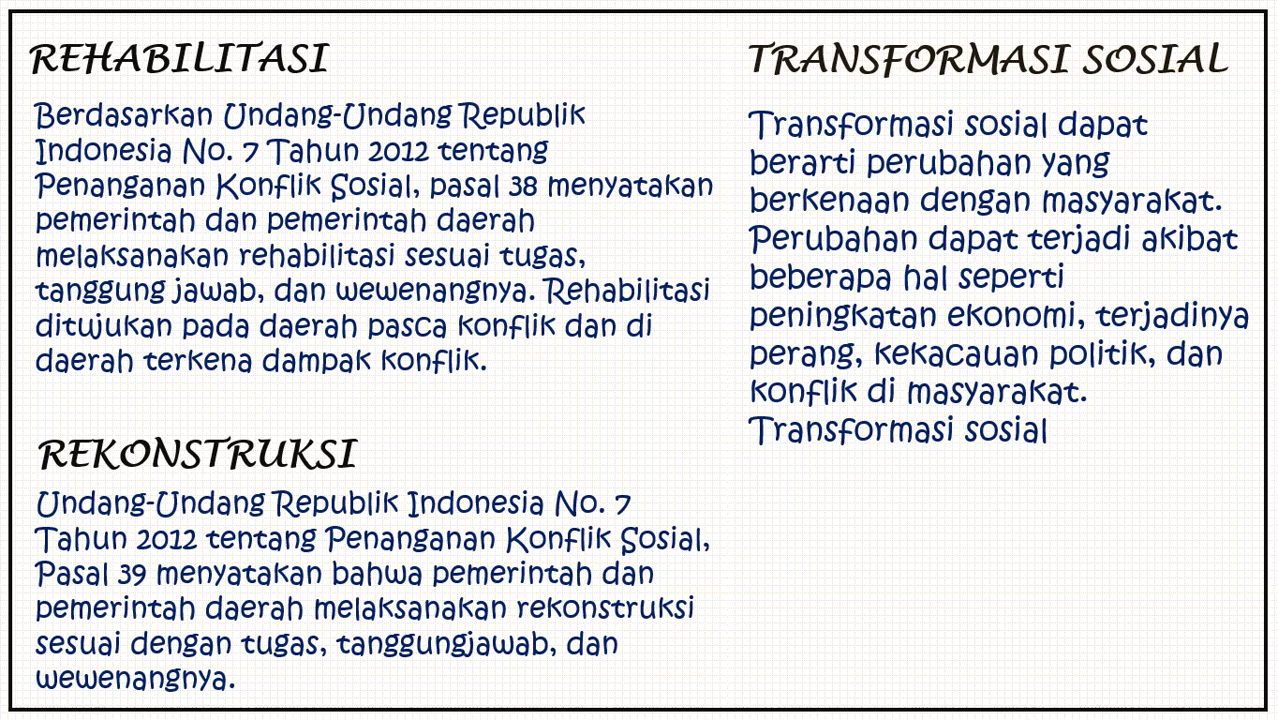 REHABILITASI
Berdasarkan Undang-Undang Republik
Indonesia No. 7 Tahun 2012 tentang
Penanganan Konflik Sosial, pasal 38 menyatakan
pemerintah dan pemerintah daerah
melaksanakan rehabilitasi sesuai tugas,
tanggung jawab, dan wewenangnya. Rehabilitasi
ditujukan pada daerah pasca konflik dan di
daerah terkena dampak konflik.
REKONSTRUKSI
Undang-Undang Republik Indonesia No. 7
Tahun 2012 tentang Penanganan Konflik Sosial,
Pasal 39 menyatakan bahwa pemerintah dan
pemerintah daerah melaksanakan rekonstruksi
sesuai dengan tugas, tanggungjawab, dan
wewenangnya.
TRANSFORMASI SOSIAL
Transformasi sosial dapat
berarti perubahan yang
berkenaan dengan masyarakat.
Perubahan dapat terjadi akibat
beberapa hal seperti
peningkatan ekonomi, terjadinya
perang, kekacauan politik, dan
konflik di masyarakat.
Transformasi sosial